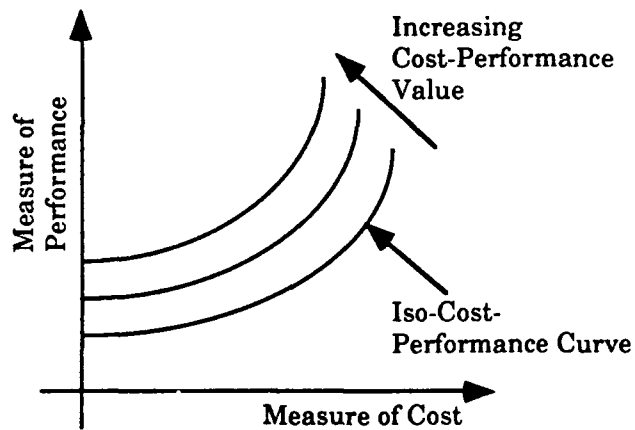 Increasing
Cost-Performance
Value
Measure of
Performance
Iso-Cost-
Performance Curve
Measure of Cost